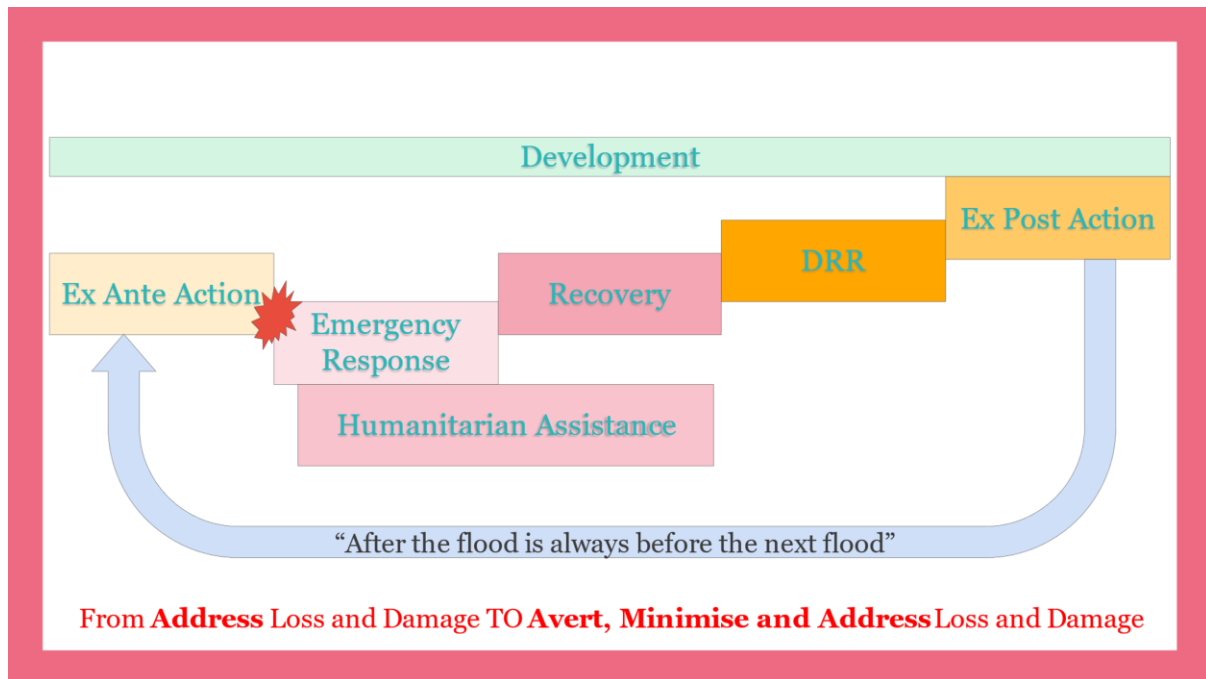 Development
Ex Post Action
DRR
Ex Ante Action
Recovery
Emergency
Response
Humanitarian Assistance
“After the flood is always before the next flood”
From Address Loss and Damage TO Avert, Minimise and Address Loss and Damage